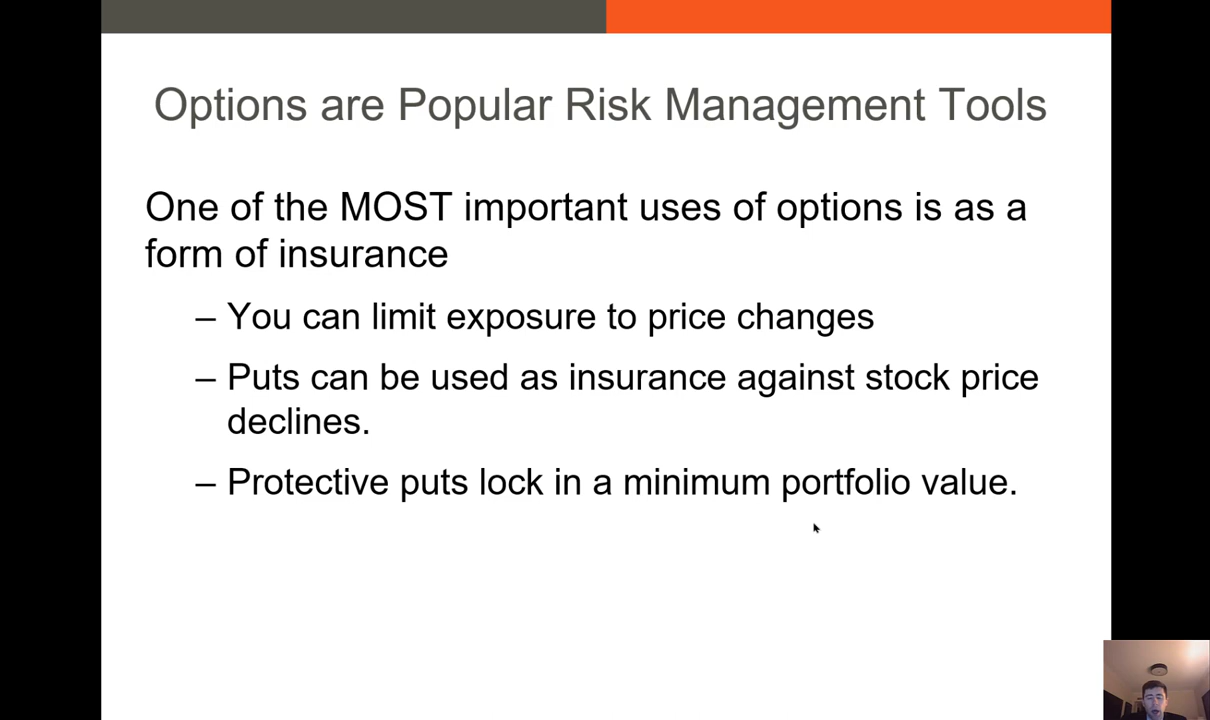 Options are Popular Risk Management Tools
One of the MOST important uses of options is as a
form of insurance
– You can limit exposure to price changes
– Puts can be used as insurance against stock price
declines.
– Protective puts lock in a minimum portfolio value.